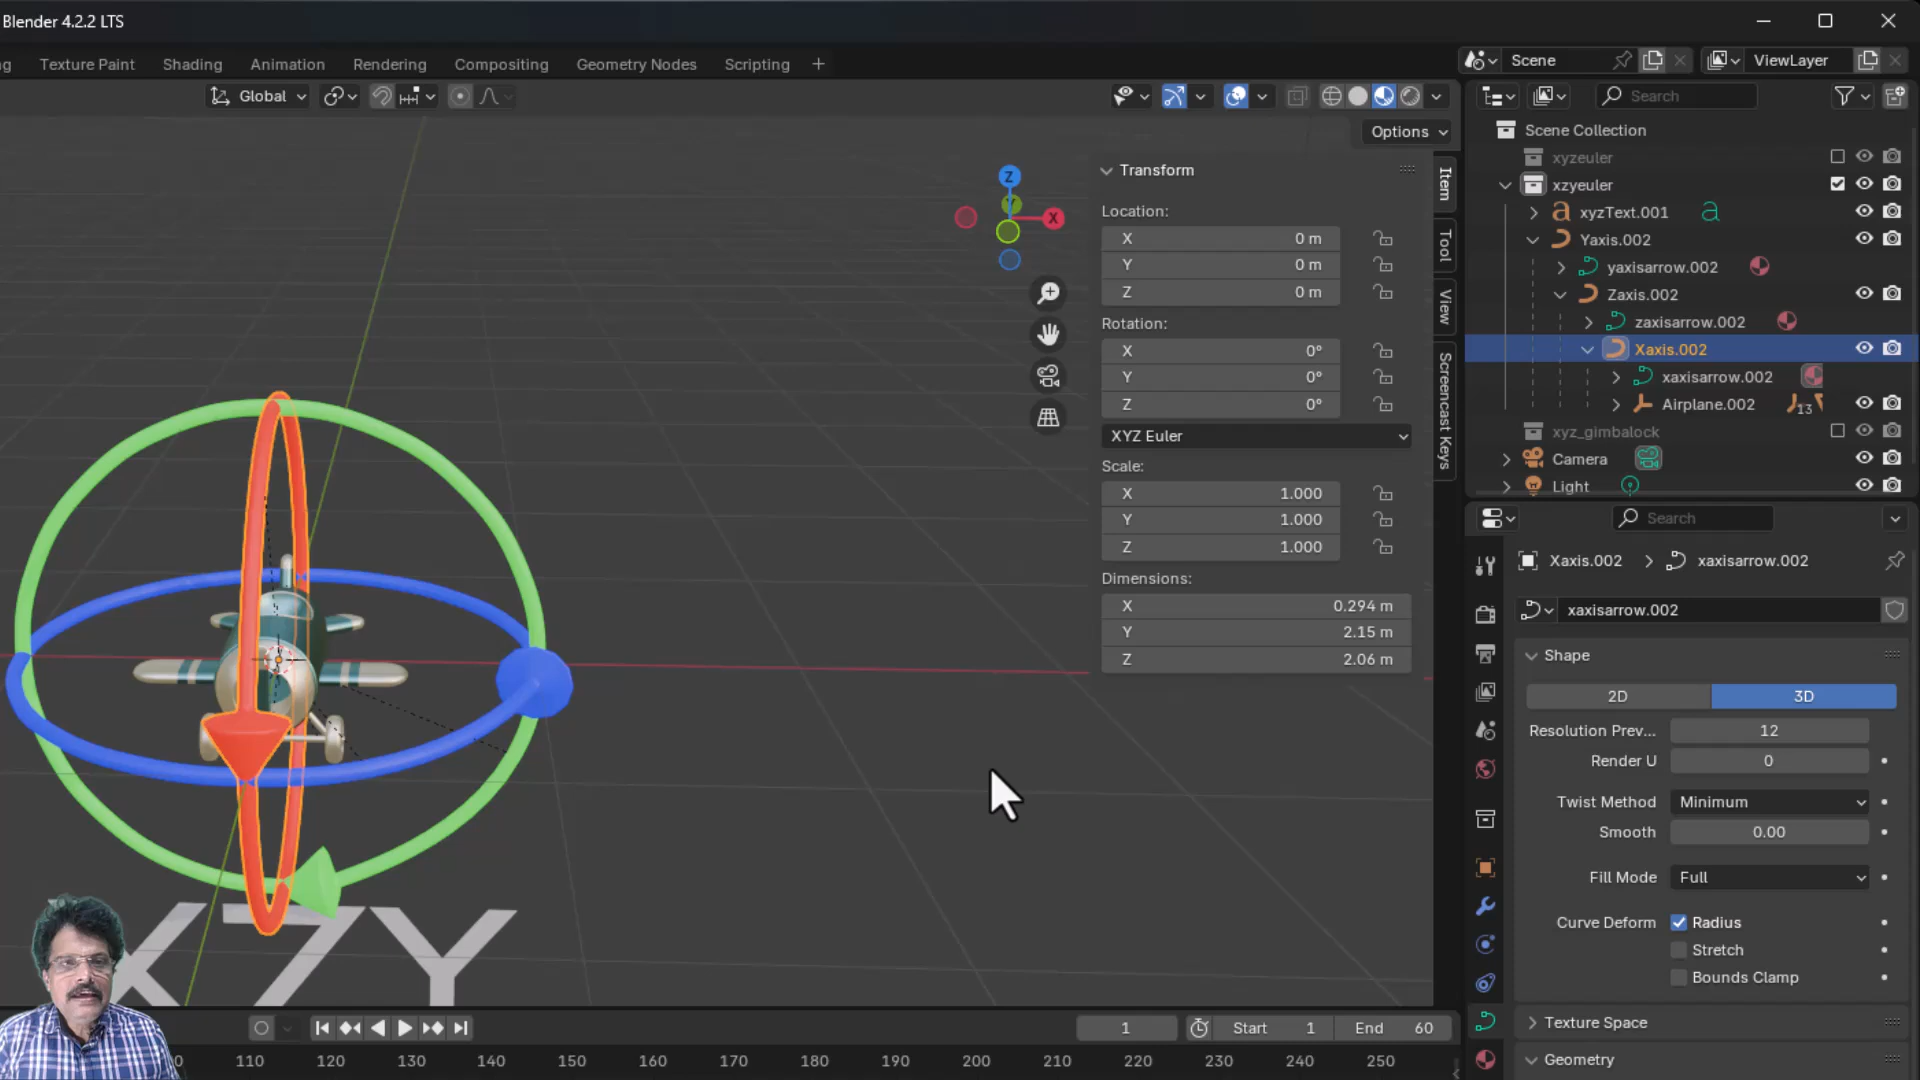 Blender 4.2.2 LTS
Texture Paint Shading Animation Rendering Compositing Geometry Nodes Scripting +
Scene
ViewLayer
Global
Options
Search
Scene Collection
xyzeuler
xzyeuler
xyzText.001
Yaxis.002
yaxisarrow.002
Zaxis.002
zaxisarrow.002
Xaxis.002
xaxisarrow.002
Airplane.002
13
xyz_gimbalock
Camera
Light
Z
Y
X
Transform
Location:
X 0 m
Y 0 m
Z 0 m
Rotation:
X 0°
Y 0°
Z 0°
XYZ Euler
Scale:
X 1.000
Y 1.000
Z 1.000
Dimensions:
X 0.294 m
Y 2.15 m
Z 2.06 m
Item
Tool
View
Screencast Keys
Search
Xaxis.002 > xaxisarrow.002
xaxisarrow.002
Shape
2D 3D
Resolution Prev... 12
Render U 0
Twist Method Minimum
Smooth 0.00
Fill Mode Full
Curve Deform Radius
Stretch
Bounds Clamp
Texture Space
Geometry
XZY
1 Start 1 End 60
110 120 130 140 150 160 170 180 190 200 210 220 230 240 250